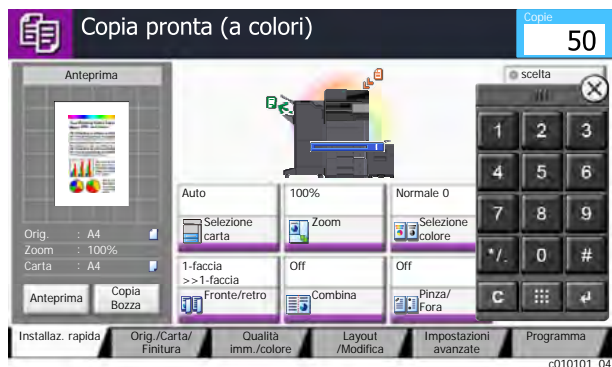 Copia pronta (a colori)
Copie
50
Anteprima
scelta
Orig. : A4
Zoom : 100%
Carta : A4
Anteprima
Copia
Bozza
Auto
Selezione
carta
100%
Zoom
Normale 0
Selezione
colore
1-faccia
>>1-faccia
Fronte/retro
Off
Combina
Off
Pinza/
Fora
1 2 3
4 5 6
7 8 9
*/. 0 #
C
Installaz. rapida
Orig./Carta/
Finitura
Qualità
imm./colore
Layout
/Modifica
Impostazioni
avanzate
Programma
c010101_04